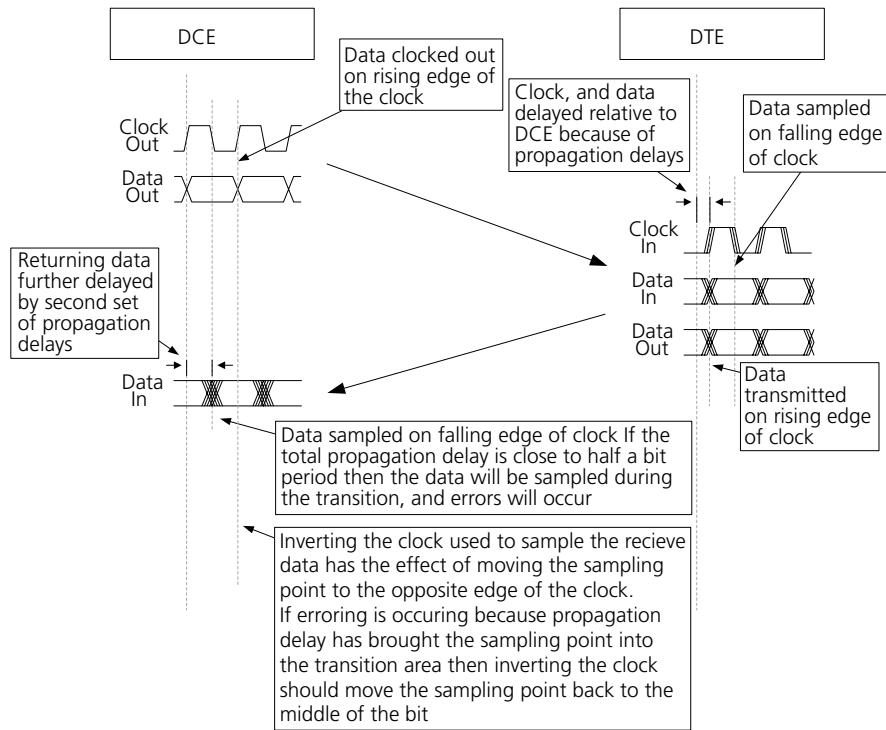 DCE
DTE
Data clocked out
on rising edge of
the clock
Clock, and data
delayed relative to
DCE because of
propagation delays
Data sampled
on falling edge
of clock
Clock
Out
Data
Out
Clock
In
Data
In
Data
Out
Returning data
further delayed
by second set
of propagation
delays
Data
In
Data
transmitted
on rising edge
of clock
Data sampled on falling edge of clock If the
total propagation delay is close to half a bit
period then the data will be sampled during
the transition, and errors will occur
Inverting the clock used to sample the recieve
data has the effect of moving the sampling
point to the opposite edge of the clock.
If erroring is occuring because propagation
delay has brought the sampling point into
the transition area then inverting the clock
should move the sampling point back to the
middle of the bit